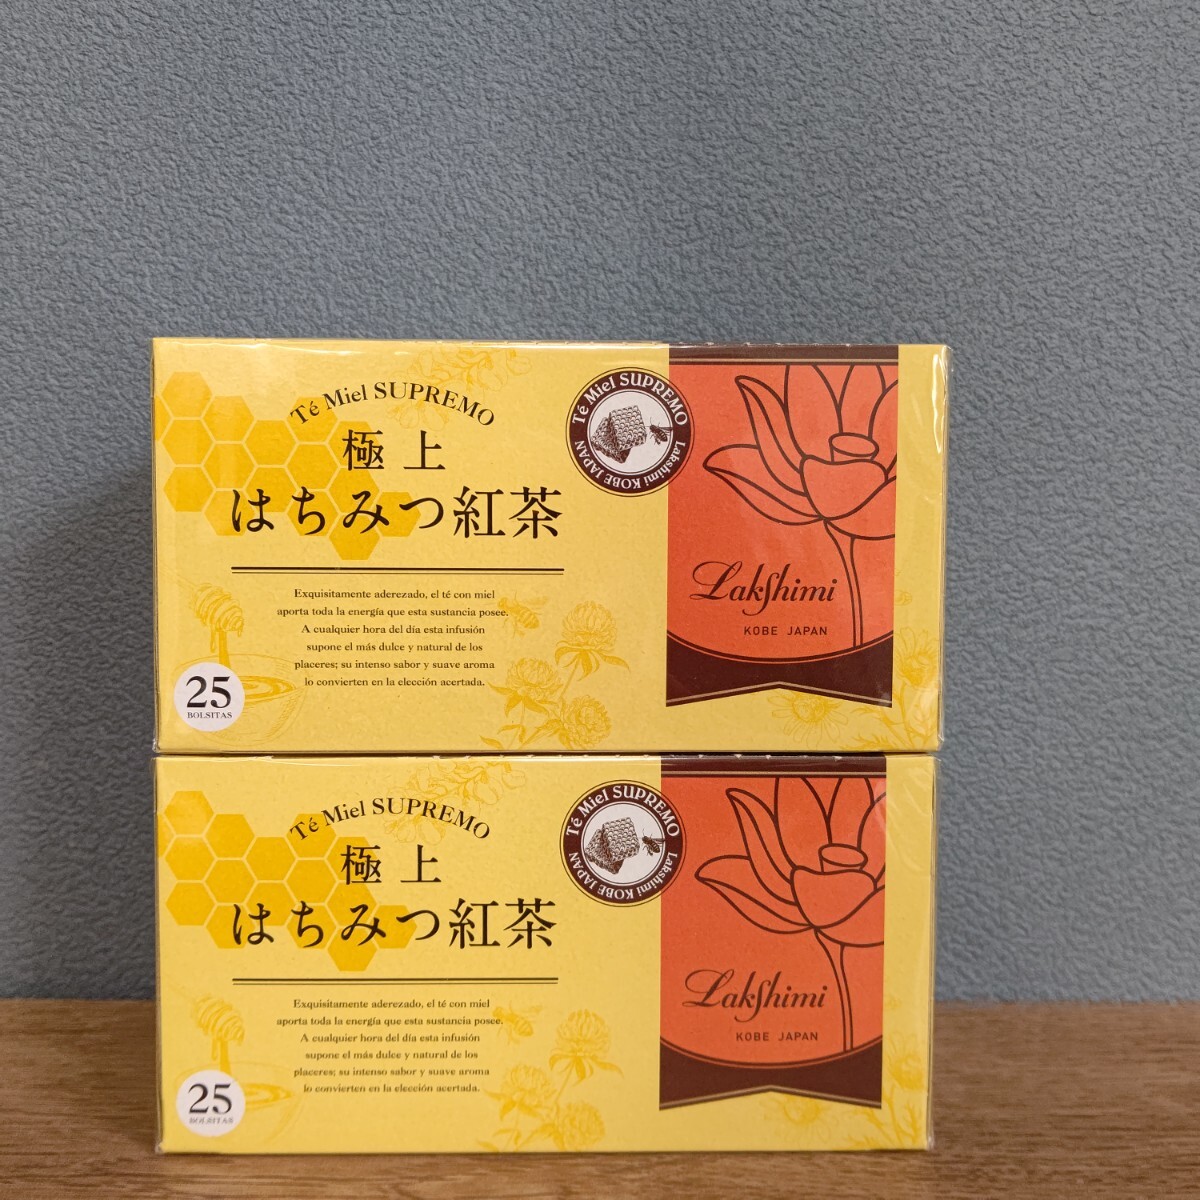 Té Miel SUPREMO
極上
はちみつ紅茶
Exquisitamente aderezado, el té con miel
aporta toda la energía que esta sustancia posee.
A cualquier hora del día esta infusión
supone el más dulce y natural de los
placeres; su intenso sabor y suave aroma
lo convierten en la elección acertada.
25
BOLSITAS
Té Miel SUPREMO
Lakshimi KOBE JAPAN
Lakshimi
KOBE JAPAN
Té Miel SUPREMO
極上
はちみつ紅茶
Exquisitamente aderezado, el té con miel
aporta toda la energía que esta sustancia posee.
A cualquier hora del día esta infusión
supone el más dulce y natural de los
placeres; su intenso sabor y suave aroma
lo convierten en la elección acertada.
25
BOLSITAS
Té Miel SUPREMO
Lakshimi KOBE JAPAN
Lakshimi
KOBE JAPAN